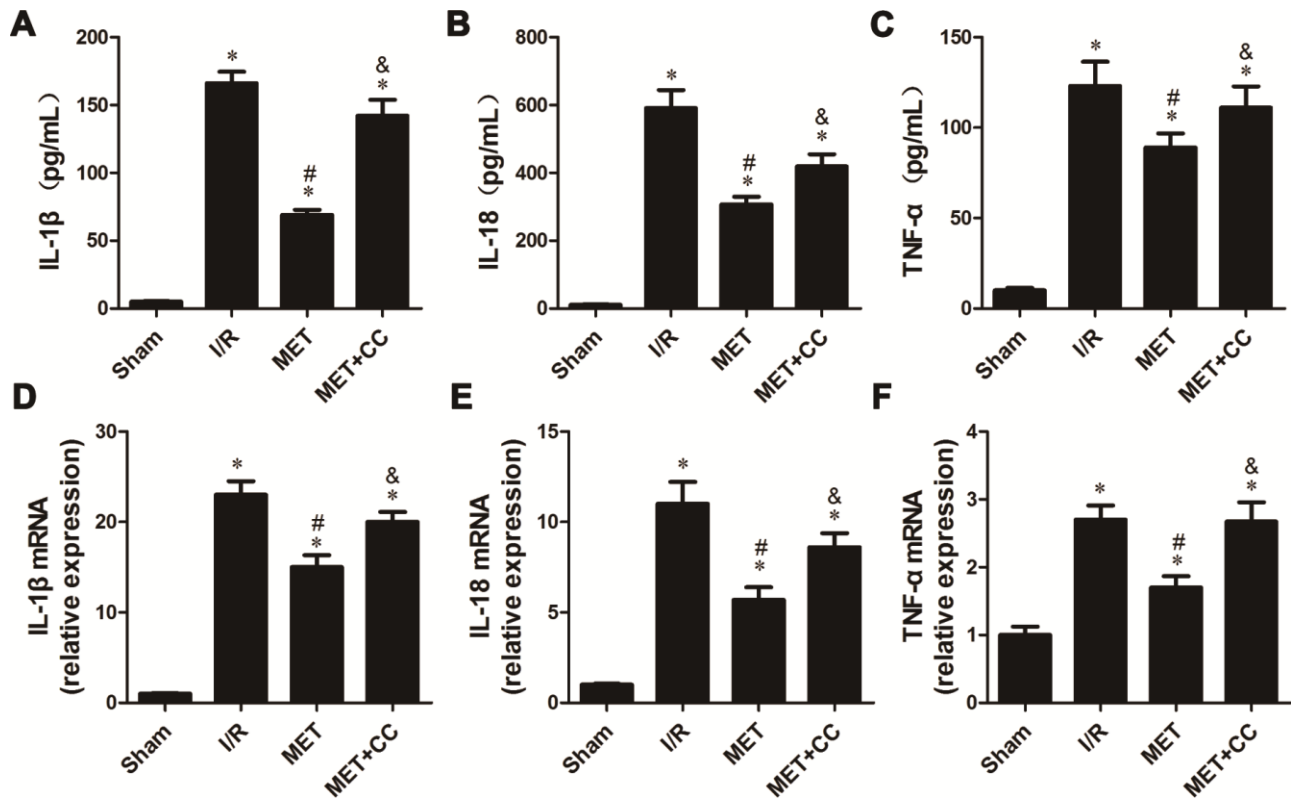 A
IL-1β（pg/mL)
200
150
100
50
0
*
#
*
&
*
Sham
I/R
MET
MET+CC
B
IL-18（pg/mL)
800
600
400
200
0
*
#
*
&
*
Sham
I/R
MET
MET+CC
C
TNF-α（pg/mL)
150
100
50
0
*
#
*
&
*
Sham
I/R
MET
MET+CC
D
IL-1β mRNA
(relative expression)
30
20
10
0
*
#
*
&
*
Sham
I/R
MET
MET+CC
E
IL-18 mRNA
(relative expression)
15
10
5
0
*
#
*
&
*
Sham
I/R
MET
MET+CC
F
TNF-α mRNA
(relative expression)
4
3
2
1
0
*
#
*
&
*
Sham
I/R
MET
MET+CC